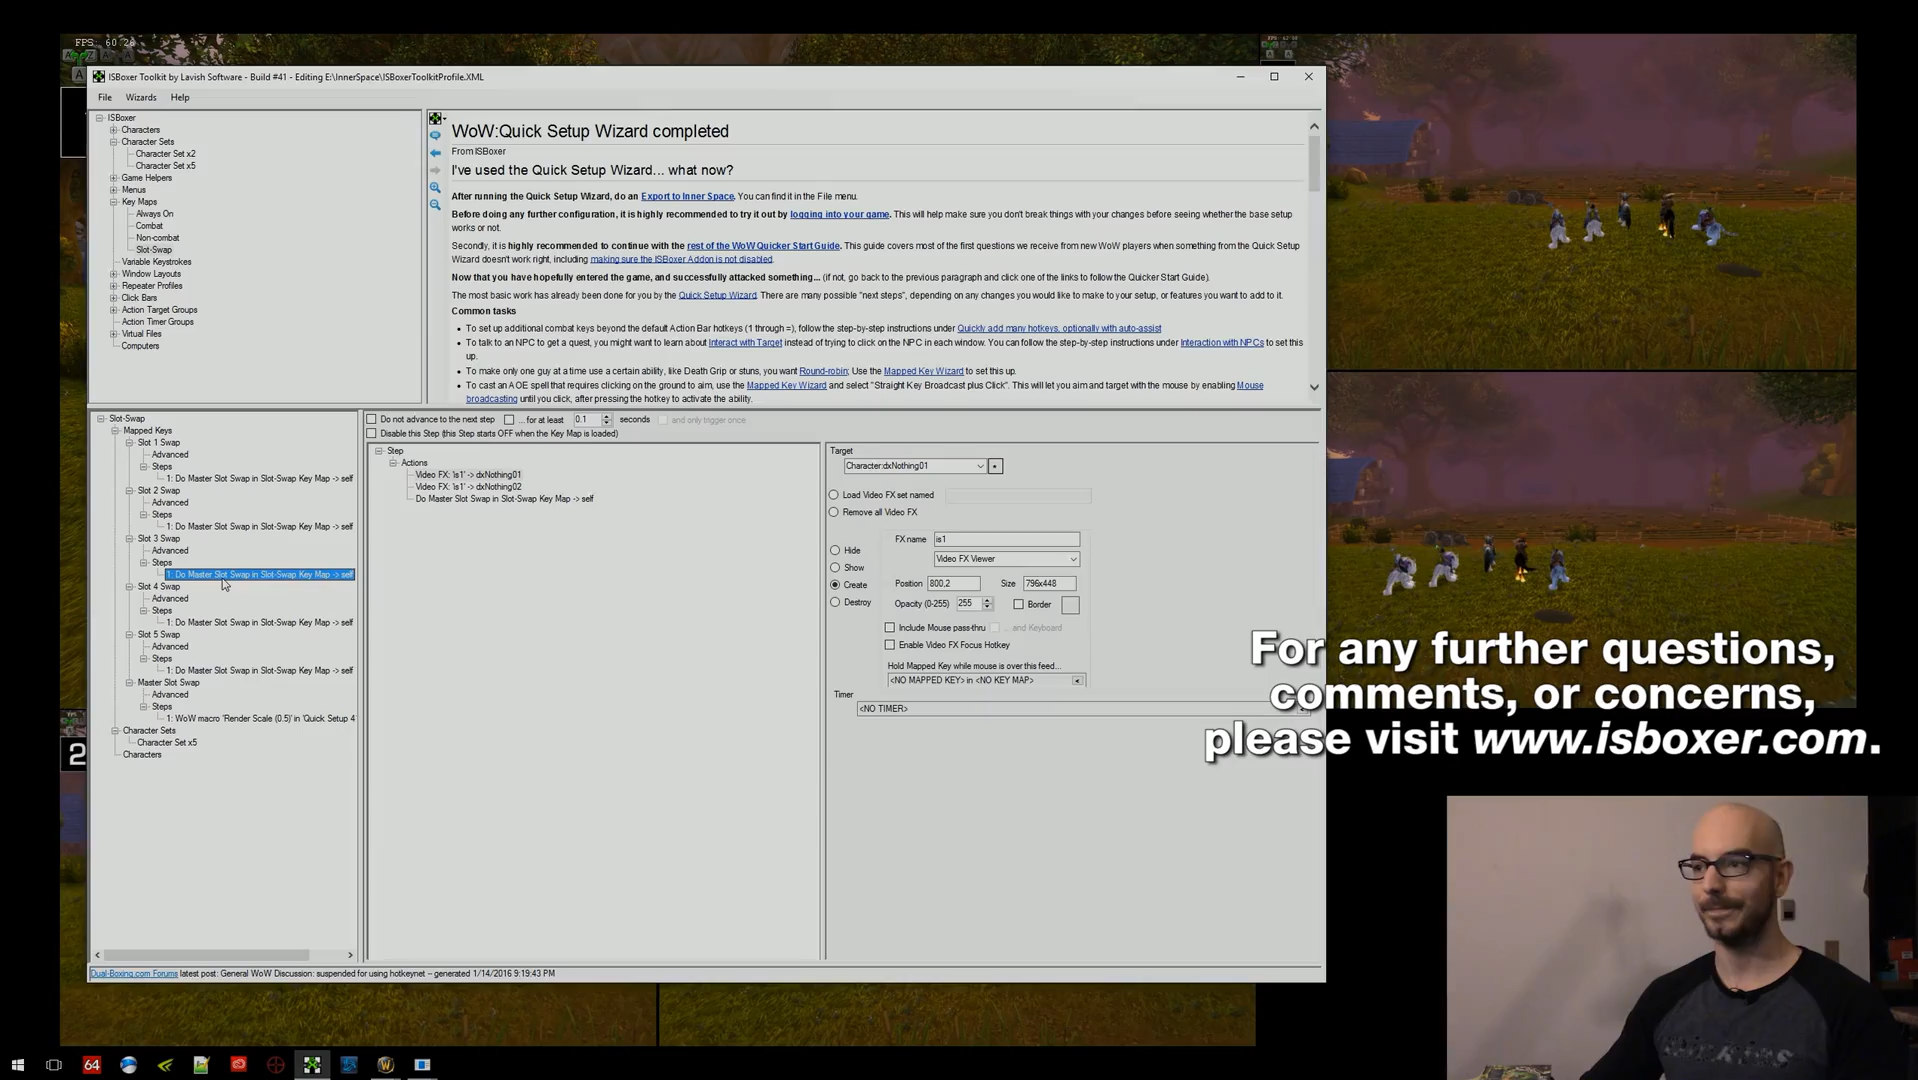 FPS: 60.26
ISBoxer Toolkit by Lavish Software - Build #41 - Editing E:\InnerSpace\ISBoxerToolkitProfile.XML
File Wizards Help
ISBoxer
Characters
Character Sets
Character Set x2
Character Set x5
Game Helpers
Menus
Key Maps
Always On
Combat
Non-combat
Slot-Swap
Variable Keystrokes
Window Layouts
Repeater Profiles
Click Bars
Action Target Groups
Action Timer Groups
Virtual Files
Computers
WoW:Quick Setup Wizard completed
From ISBoxer
I've used the Quick Setup Wizard... what now?
After running the Quick Setup Wizard, do an Export to Inner Space. You can find it in the File menu.
Before doing any further configuration, it is highly recommended to try it out by logging into your game. This will help make sure you don't break things with your changes before seeing whether the base setup
works or not.
Secondly, it is highly recommended to continue with the rest of the WoW Quicker Start Guide. This guide covers most of the first questions we receive from new WoW players when something from the Quick Setup
Wizard doesn't work right, including making sure the ISBoxer Addon is not disabled.
Now that you have hopefully entered the game, and successfully attacked something... (if not, go back to the previous paragraph and click one of the links to follow the Quicker Start Guide).
The most basic work has already been done for you by the Quick Setup Wizard. There are many possible "next steps", depending on any changes you would like to make to your setup, or features you want to add to it.
Common tasks
• To set up additional combat keys beyond the default Action Bar hotkeys (1 through =), follow the step-by-step instructions under Quickly add many hotkeys, optionally with auto-assist
• To talk to an NPC to get a quest, you might want to learn about Interact with Target instead of trying to click on the NPC in each window. You can follow the step-by-step instructions under Interaction with NPCs to set this
up.
• To make only one guy at a time use a certain ability, like Death Grip or stuns, you want Round-robin; Use the Mapped Key Wizard to set this up.
• To cast an AOE spell that requires clicking on the ground to aim, use the Mapped Key Wizard and select "Straight Key Broadcast plus Click". This will let you aim and target with the mouse by enabling Mouse
broadcasting until you click, after pressing the hotkey to activate the ability.
Slot-Swap
Mapped Keys
Slot 1 Swap
Advanced
Steps
1: Do Master Slot Swap in Slot-Swap Key Map -> self
Slot 2 Swap
Advanced
Steps
1: Do Master Slot Swap in Slot-Swap Key Map -> self
Slot 3 Swap
Advanced
Steps
1: Do Master Slot Swap in Slot-Swap Key Map -> self
Slot 4 Swap
Advanced
Steps
1: Do Master Slot Swap in Slot-Swap Key Map -> self
Slot 5 Swap
Advanced
Steps
1: Do Master Slot Swap in Slot-Swap Key Map -> self
Master Slot Swap
Advanced
Steps
1: WoW macro 'Render Scale (0.5)' in 'Quick Setup 4
Character Sets
Character Set x5
Characters
Do not advance to the next step ... for at least 0.1 seconds and only trigger once
Disable this Step (this Step starts OFF when the Key Map is loaded)
Step
Actions
Video FX: 'is1' -> dxNothing01
Video FX: 'is1' -> dxNothing02
Do Master Slot Swap in Slot-Swap Key Map -> self
Target
Character:dxNothing01
Load Video FX set named
Remove all Video FX
FX name is1
Hide
Video FX Viewer
Show
Create
Position 800,2 Size 796x448
Destroy
Opacity (0-255) 255 Border
Include Mouse pass-thru ... and Keyboard
Enable Video FX Focus Hotkey
Hold Mapped Key while mouse is over this feed...
<NO MAPPED KEY> in <NO KEY MAP>
Timer
<NO TIMER>
For any further questions,
comments, or concerns,
please visit www.isboxer.com.
2
Dual-Boxing.com Forums latest post: General WoW Discussion: suspended for using hotkeynet -- generated 1/14/2016 9:19:43 PM
64